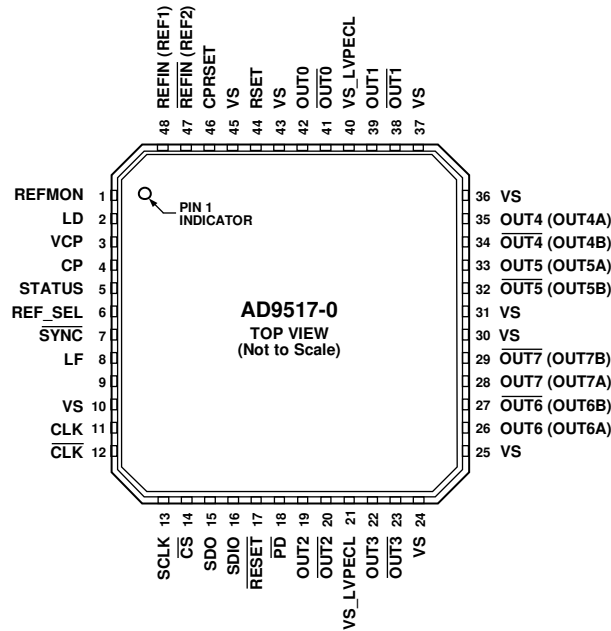 48 REFIN (REF1)
47 REFIN (REF2)
46 CPRSET
45 VS
44 RSET
43 VS
42 OUT0
41 OUT0
40 VS_LVPECL
39 OUT1
38 OUT1
37 VS
REFMON 1
LD 2
VCP 3
CP 4
STATUS 5
REF_SEL 6
SYNC 7
LF 8
9
VS 10
CLK 11
CLK 12
PIN 1
INDICATOR
AD9517-0
TOP VIEW
(Not to Scale)
36 VS
35 OUT4 (OUT4A)
34 OUT4 (OUT4B)
33 OUT5 (OUT5A)
32 OUT5 (OUT5B)
31 VS
30 VS
29 OUT7 (OUT7B)
28 OUT7 (OUT7A)
27 OUT6 (OUT6B)
26 OUT6 (OUT6A)
25 VS
SCLK 13
CS 14
SDO 15
SDIO 16
RESET 17
PD 18
OUT2 19
OUT2 20
VS_LVPECL 21
OUT3 22
OUT3 23
VS 24